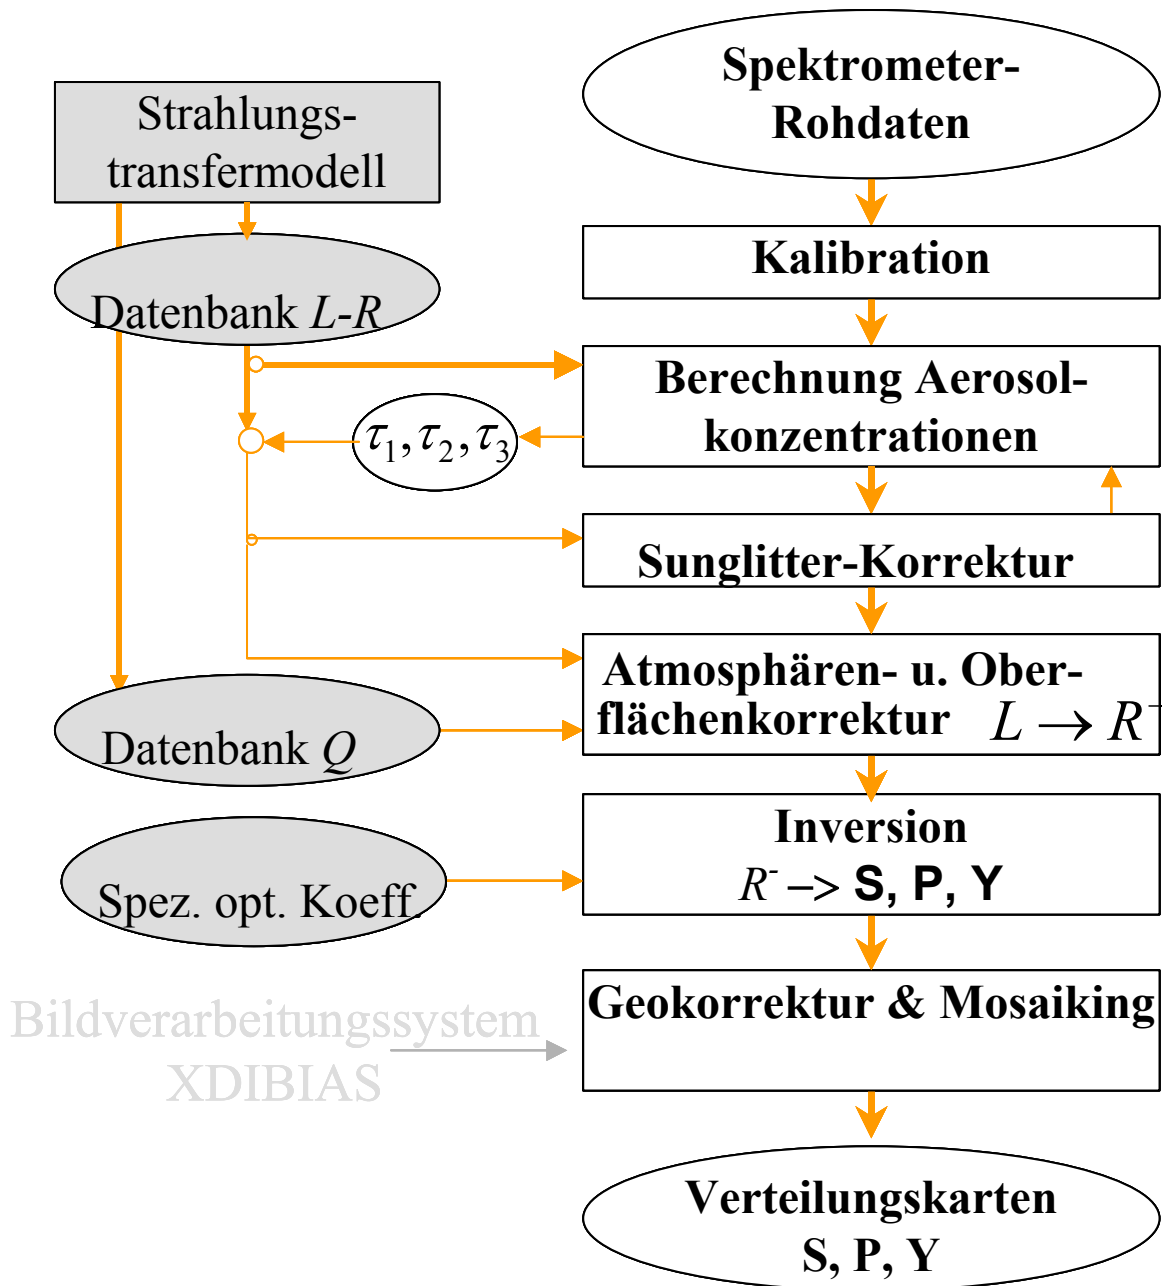 Spektrometer-
Rohdaten
Strahlungs-
transfermodell
Kalibration
Datenbank L-R
Berechnung Aerosol-
konzentrationen
τ₁, τ₂, τ₃
Sunglitter-Korrektur
Atmosphären- u. Ober-
flächenkorrektur L → R⁻
Datenbank Q
Inversion
R⁻ –> S, P, Y
Spez. opt. Koeff.
Geokorrektur & Mosaiking
Bildverarbeitungssystem
XDIBIAS
Verteilungskarten
S, P, Y